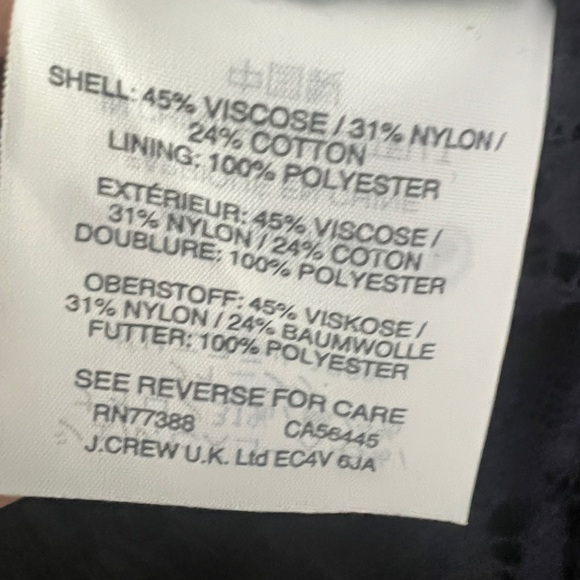 SHELL: 45% VISCOSE / 31% NYLON /
24% COTTON
LINING: 100% POLYESTER
EXTÉRIEUR: 45% VISCOSE /
31% NYLON / 24% COTON
DOUBLURE: 100% POLYESTER
OBERSTOFF: 45% VISKOSE /
31% NYLON / 24% BAUMWOLLE
FUTTER: 100% POLYESTER
SEE REVERSE FOR CARE
RN77388 CA56445
J.CREW U.K. Ltd EC4V 6JA